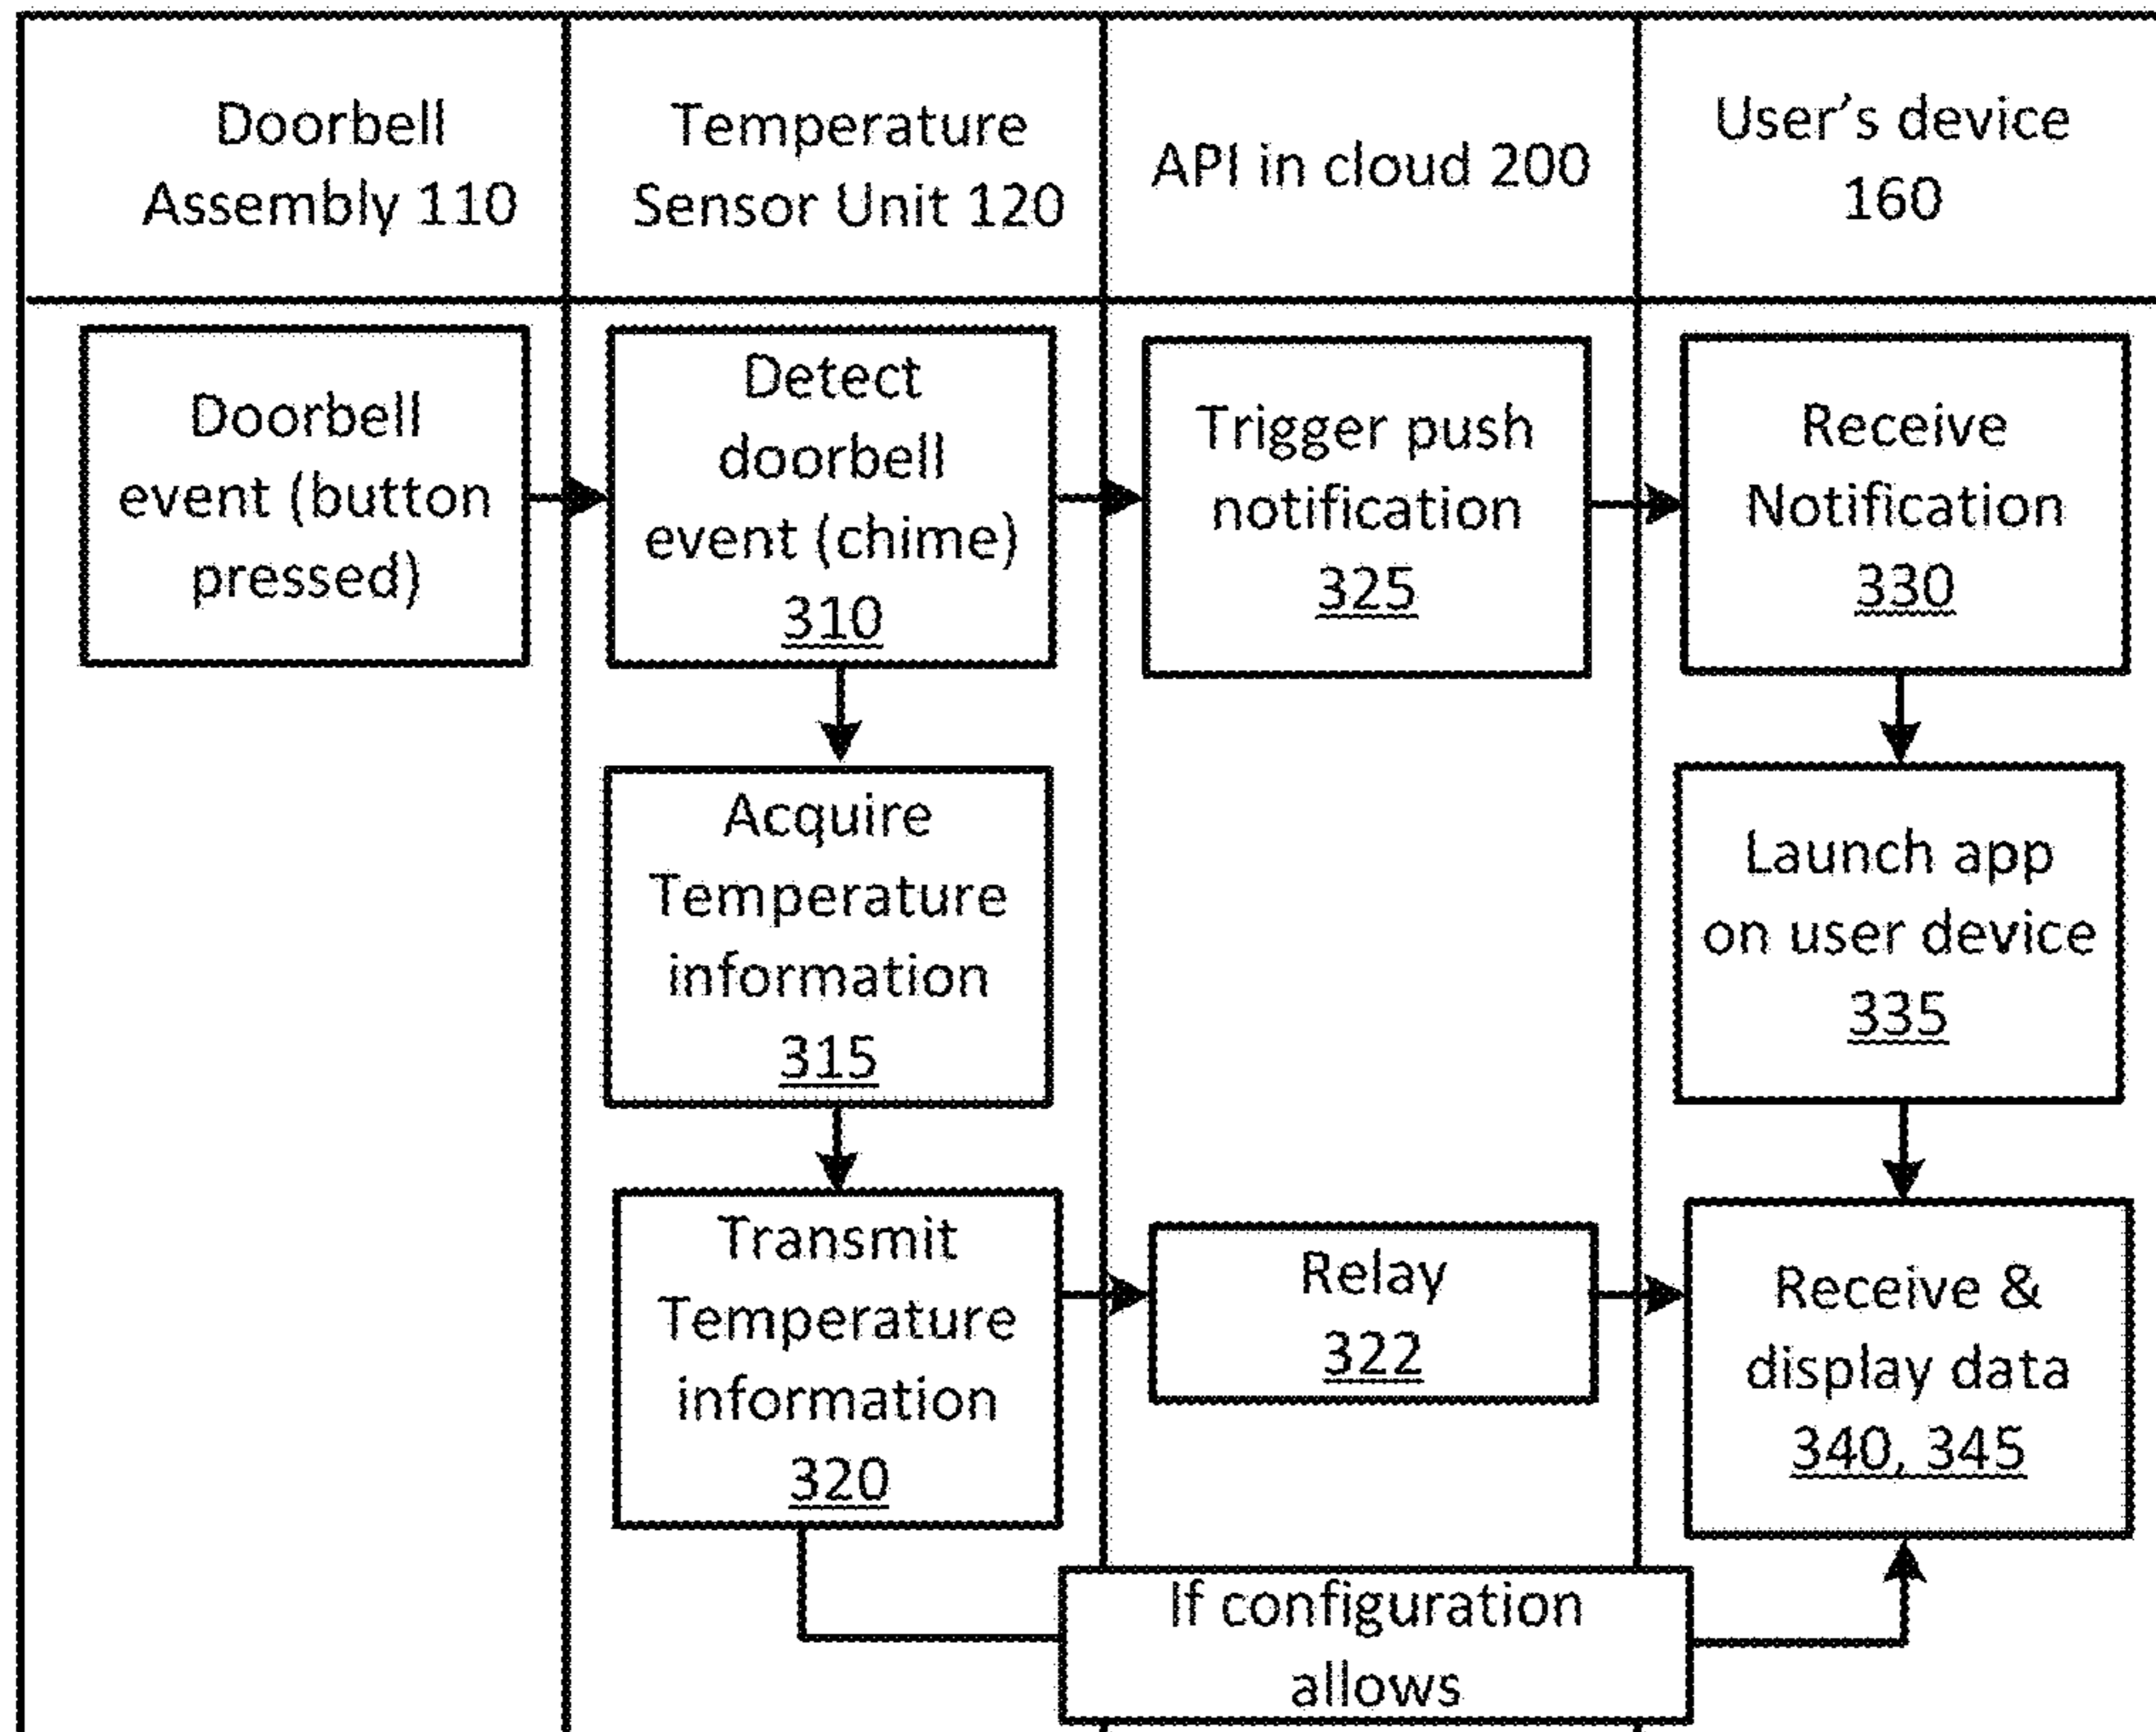 Doorbell
Assembly 110
Temperature
Sensor Unit 120
API in cloud 200
User's device
160
Doorbell
event (button
pressed)
Detect
doorbell
event (chime)
310
Trigger push
notification
325
Receive
Notification
330
Acquire
Temperature
information
315
Launch app
on user device
335
Transmit
Temperature
information
320
Relay
322
Receive &
display data
340, 345
If configuration
allows